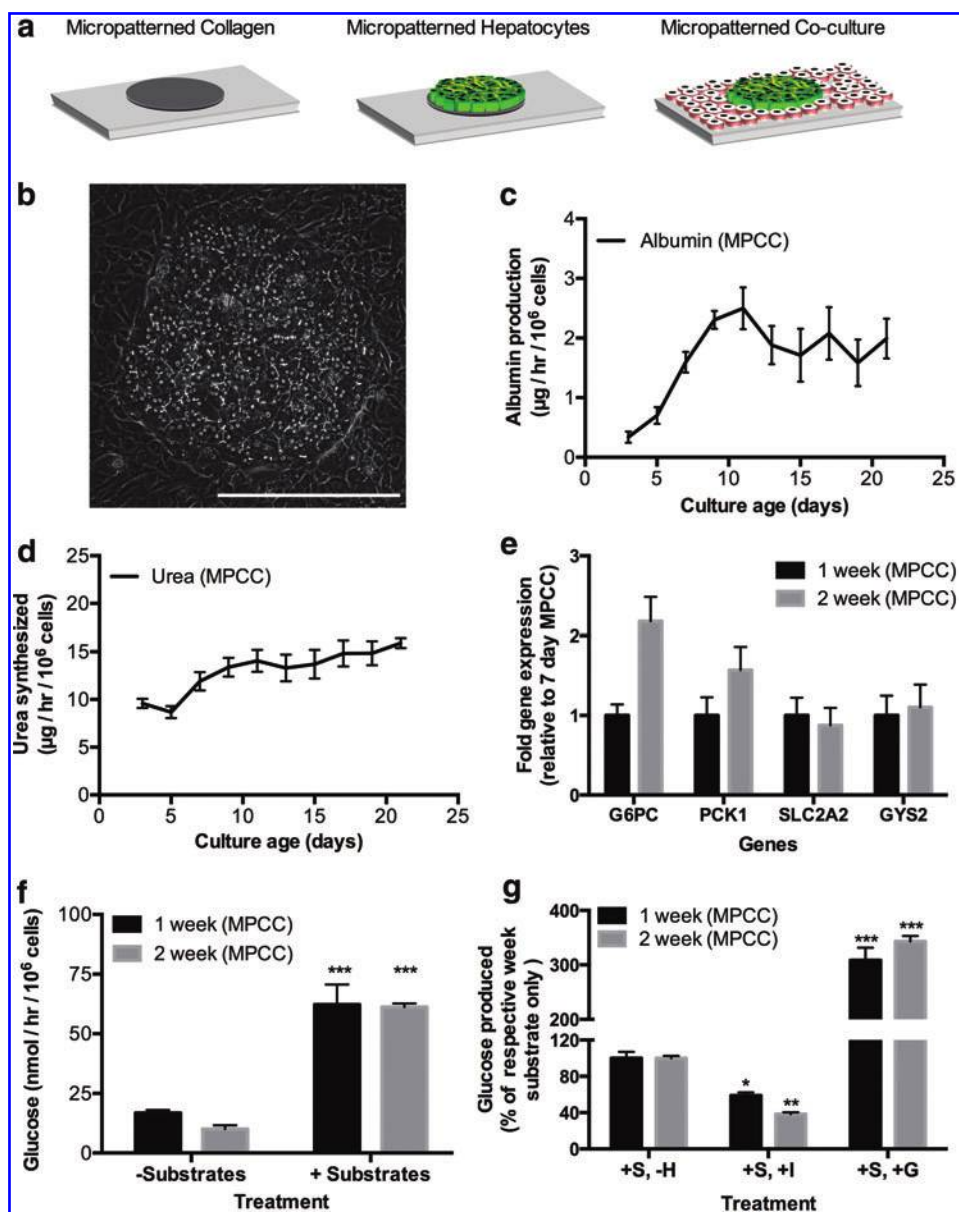 a
Micropatterned Collagen
Micropatterned Hepatocytes
Micropatterned Co-culture
b
c
Albumin (MPCC)
4
3
2
1
0
Albumin production
(µg / hr / 10⁶ cells)
0 5 10 15 20 25
Culture age (days)
d
Urea (MPCC)
25
20
15
10
5
0
Urea synthesized
(µg / hr / 10⁶ cells)
0 5 10 15 20 25
Culture age (days)
e
1 week (MPCC)
2 week (MPCC)
3
2
1
0
Fold gene expression
(relative to 7 day MPCC)
G6PC PCK1 SLC2A2 GYS2
Genes
f
1 week (MPCC)
2 week (MPCC)
100
75
50
25
0
*** ***
Glucose (nmol / hr / 10⁶ cells)
-Substrates + Substrates
Treatment
g
1 week (MPCC)
2 week (MPCC)
400
300
200
120
80
40
0
* ** *** ***
Glucose produced
(% of respective week
substrate only)
+S, -H +S, +I +S, +G
Treatment